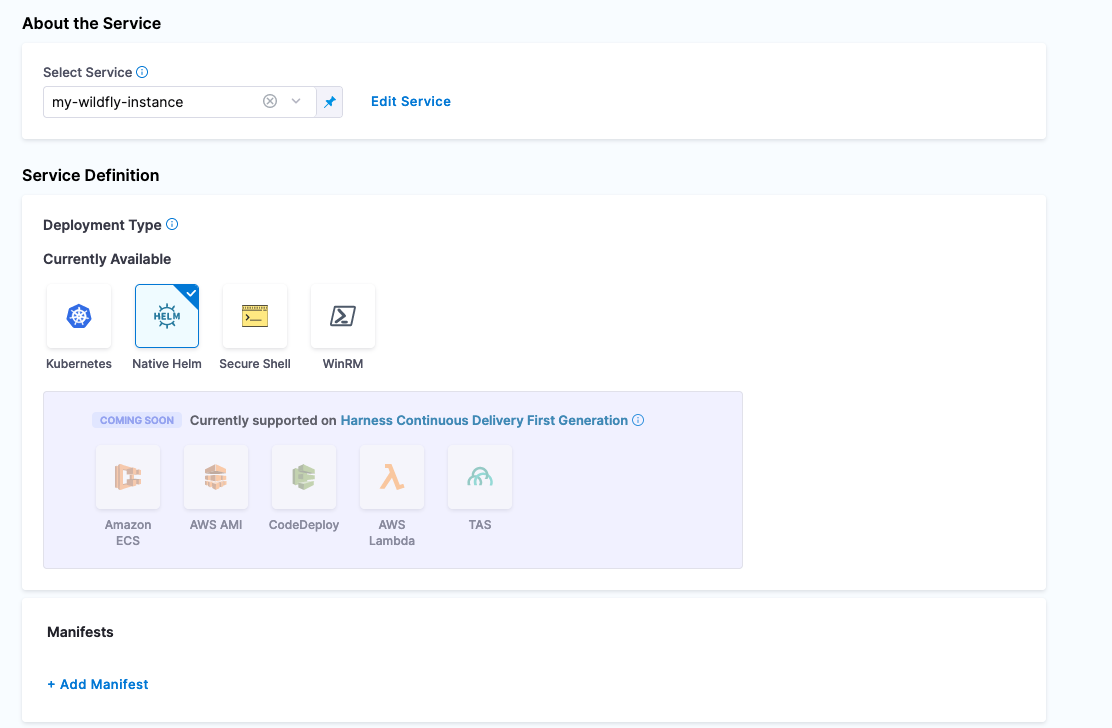 About the Service
Select Service
my-wildfly-instance
Edit Service
Service Definition
Deployment Type
Currently Available
HELM
Kubernetes Native Helm Secure Shell WinRM
COMING SOON Currently supported on Harness Continuous Delivery First Generation
Amazon ECS AWS AMI CodeDeploy AWS Lambda TAS
Manifests
+ Add Manifest